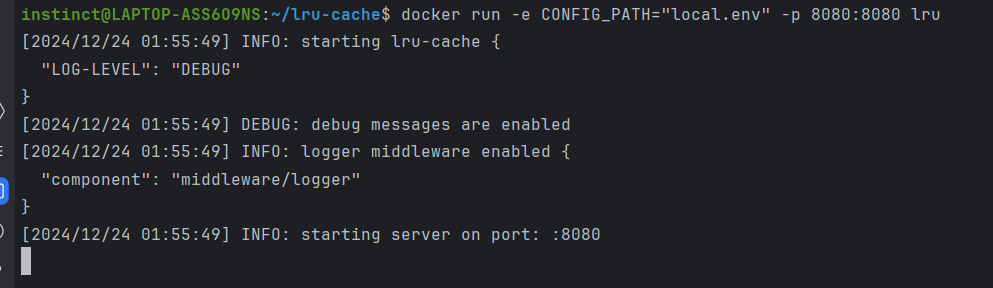 instinct@LAPTOP-ASS6O9NS:~/lru-cache$ docker run -e CONFIG_PATH="local.env" -p 8080:8080 lru
[2024/12/24 01:55:49] INFO: starting lru-cache {
  "LOG-LEVEL": "DEBUG"
}
[2024/12/24 01:55:49] DEBUG: debug messages are enabled
[2024/12/24 01:55:49] INFO: logger middleware enabled {
  "component": "middleware/logger"
}
[2024/12/24 01:55:49] INFO: starting server on port: :8080